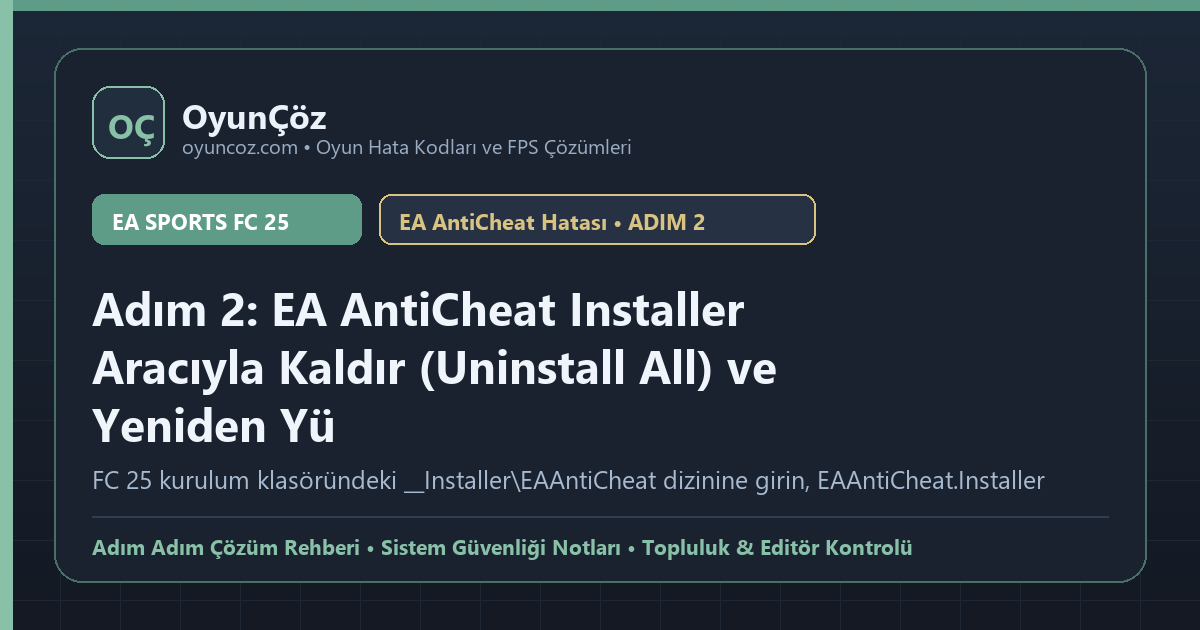 OÇ
OyunÇöz
oyuncoz.com • Oyun Hata Kodları ve FPS Çözümleri
EA SPORTS FC 25
EA AntiCheat Hatası • ADIM 2
Adım 2: EA AntiCheat Installer
Aracıyla Kaldır (Uninstall All) ve
Yeniden Yü
FC 25 kurulum klasöründeki __Installer\EAAntiCheat dizinine girin, EAAntiCheat.Installer
Adım Adım Çözüm Rehberi • Sistem Güvenliği Notları • Topluluk & Editör Kontrolü